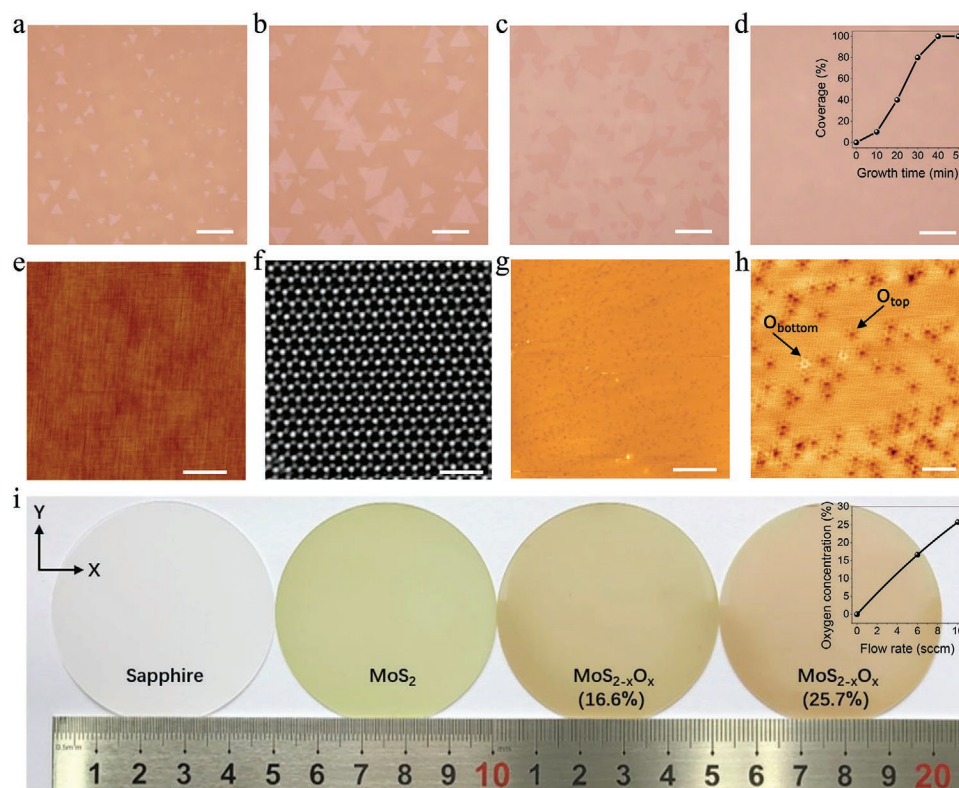 a
b
c
d
100
80
60
40
20
0
Coverage (%)
0 10 20 30 40 50
Growth time (min)
e
f
g
h
O_top
O_bottom
i
Y
X
Sapphire
MoS₂
MoS₂₋ₓOₓ
(16.6%)
MoS₂₋ₓOₓ
(25.7%)
30
25
20
15
10
5
0
Oxygen concentration (%)
0 2 4 6 8 10
Flow rate (sccm)
1 2 3 4 5 6 7 8 9 10 1 2 3 4 5 6 7 8 9 20